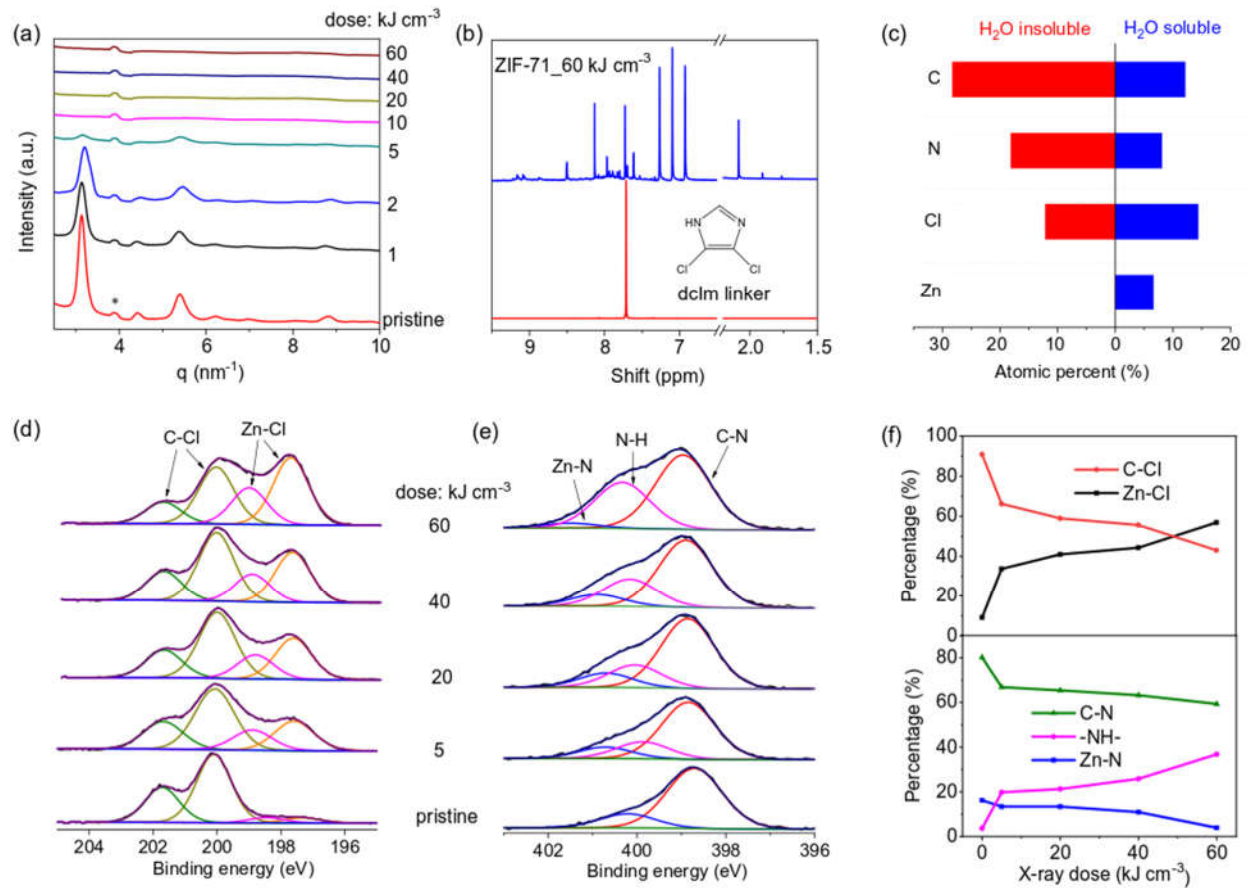 (a)
dose: kJ cm-3
60
40
20
10
5
2
1
pristine
*
Intensity (a.u.)
4 6 8 10
q (nm-1)
(b)
ZIF-71_60 kJ cm-3
HN N
Cl Cl
dcIm linker
9 8 7 2.0 1.5
Shift (ppm)
(c)
H2O insoluble H2O soluble
C
N
Cl
Zn
30 20 10 0 10 20
Atomic percent (%)
(d)
C-Cl Zn-Cl
204 202 200 198 196
Binding energy (eV)
dose: kJ cm-3
60
40
20
5
pristine
(e)
Zn-N N-H C-N
402 400 398 396
Binding energy (eV)
(f)
100
80
60
40
20
0
Percentage (%)
C-Cl
Zn-Cl
80
60
40
20
0
Percentage (%)
C-N
-NH-
Zn-N
0 20 40 60
X-ray dose (kJ cm-3)